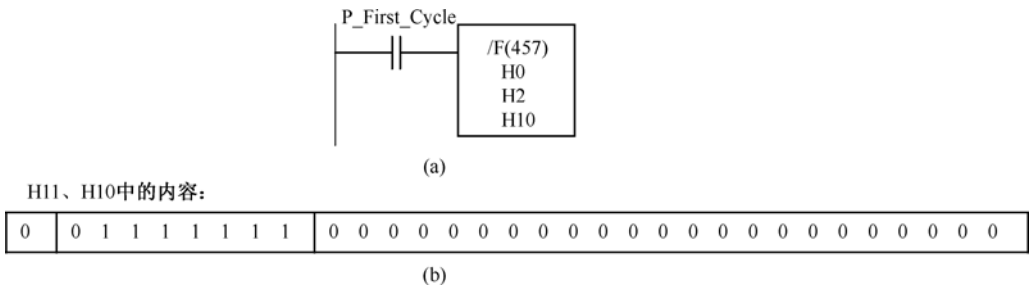 P_First_Cycle
/F(457)
H0
H2
H10
(a)
H11、H10中的内容：
0 0 1 1 1 1 1 1 1 0 0 0 0 0 0 0 0 0 0 0 0 0 0 0 0 0 0 0 0 0 0 0
(b)